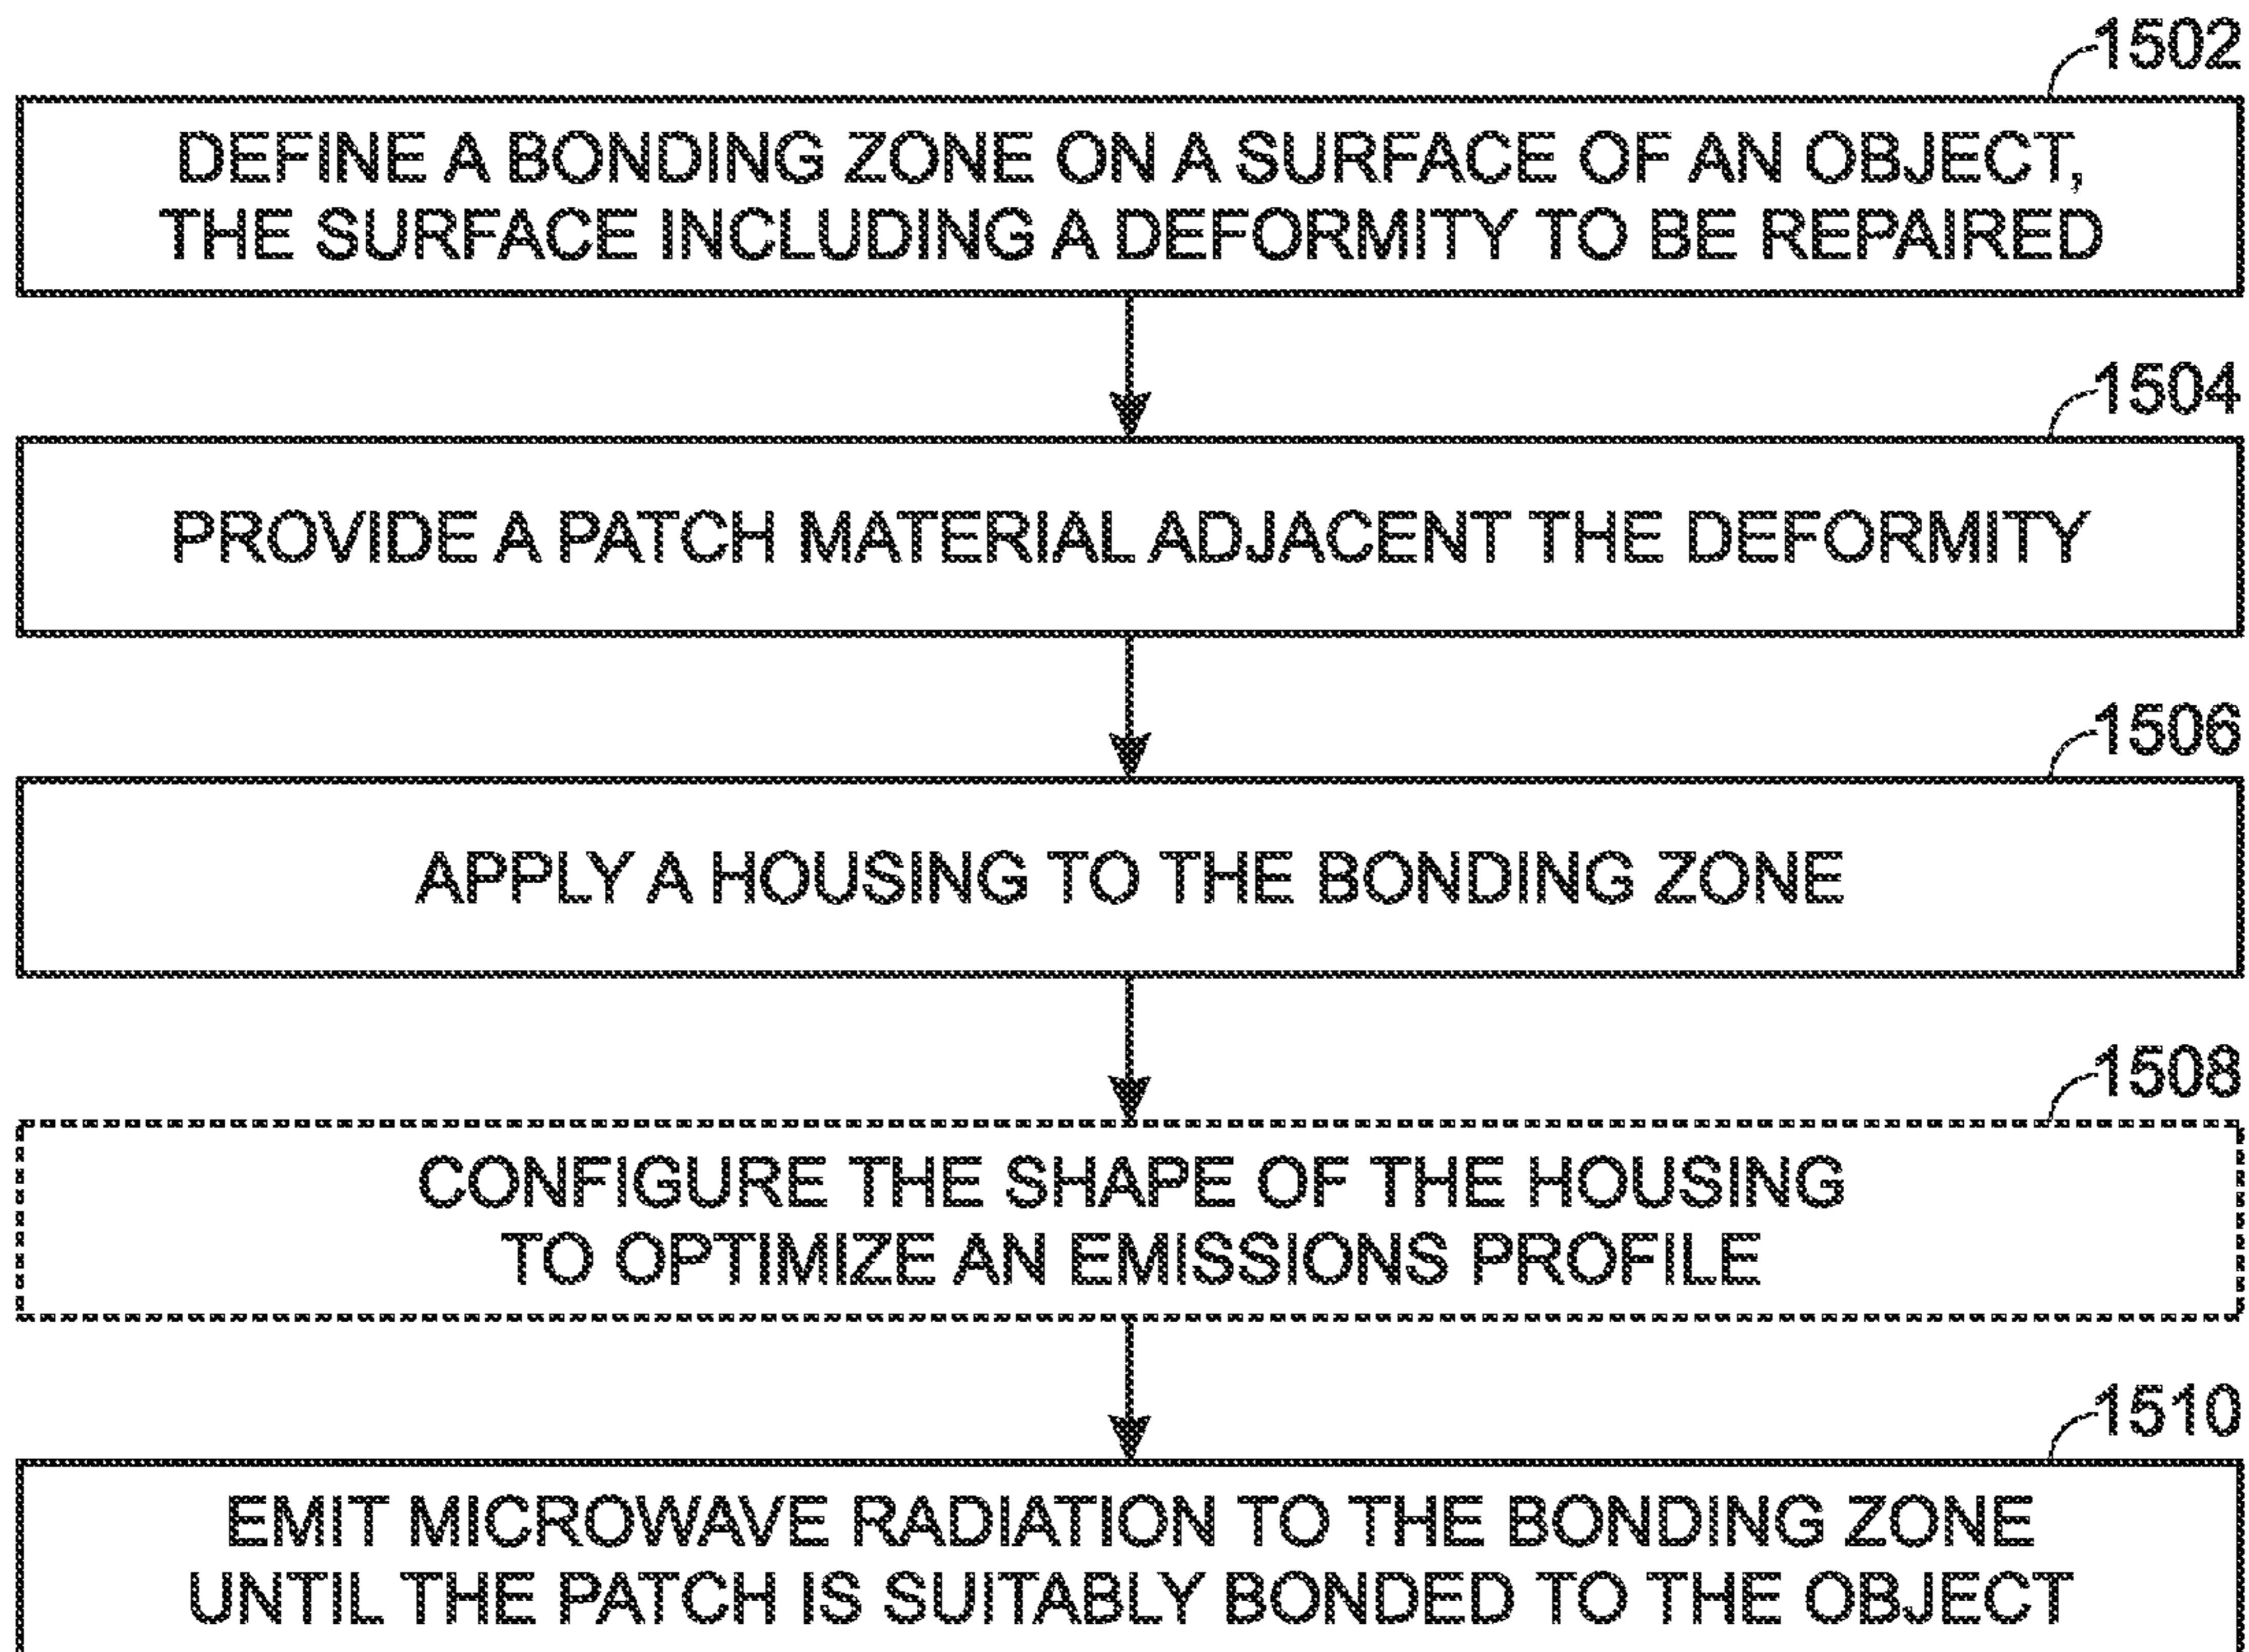 1502
DEFINE A BONDING ZONE ON A SURFACE OF AN OBJECT,
THE SURFACE INCLUDING A DEFORMITY TO BE REPAIRED
1504
PROVIDE A PATCH MATERIAL ADJACENT THE DEFORMITY
1506
APPLY A HOUSING TO THE BONDING ZONE
1508
CONFIGURE THE SHAPE OF THE HOUSING
TO OPTIMIZE AN EMISSIONS PROFILE
1510
EMIT MICROWAVE RADIATION TO THE BONDING ZONE
UNTIL THE PATCH IS SUITABLY BONDED TO THE OBJECT